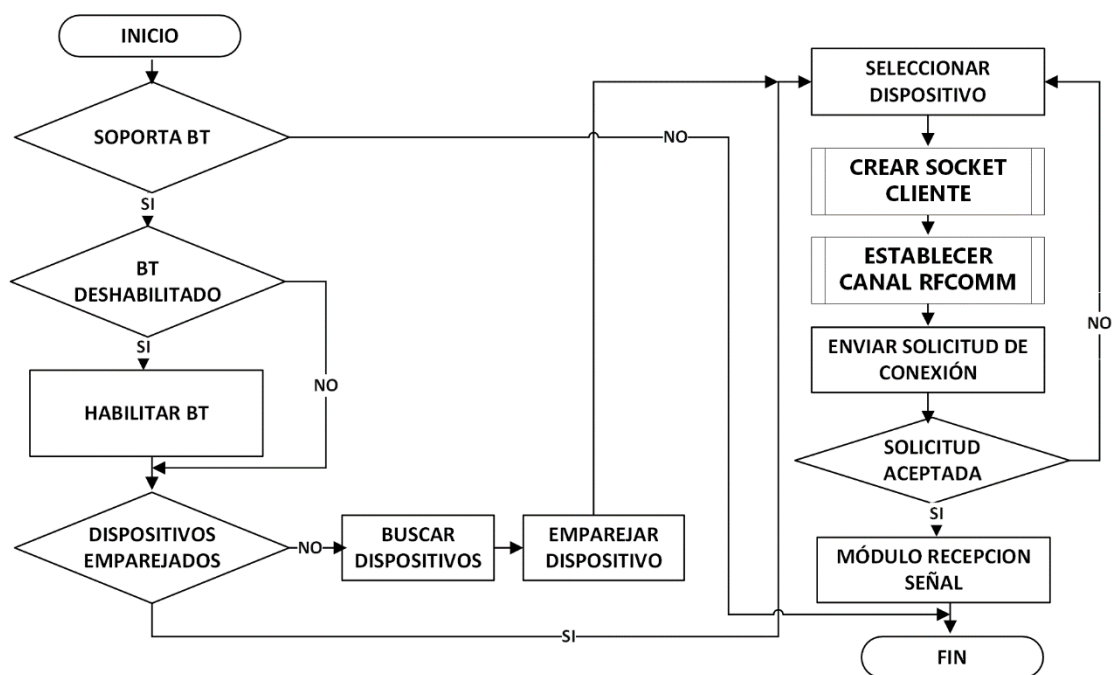 INICIO
SOPORTA BT
NO
SI
BT
DESHABILITADO
SI
NO
HABILITAR BT
DISPOSITIVOS
EMPAREJADOS
NO
BUSCAR
DISPOSITIVOS
EMPAREJAR
DISPOSITIVO
SI
SELECCIONAR
DISPOSITIVO
CREAR SOCKET
CLIENTE
ESTABLECER
CANAL RFCOMM
ENVIAR SOLICITUD DE
CONEXIÓN
SOLICITUD
ACEPTADA
NO
SI
MÓDULO RECEPCION
SEÑAL
FIN